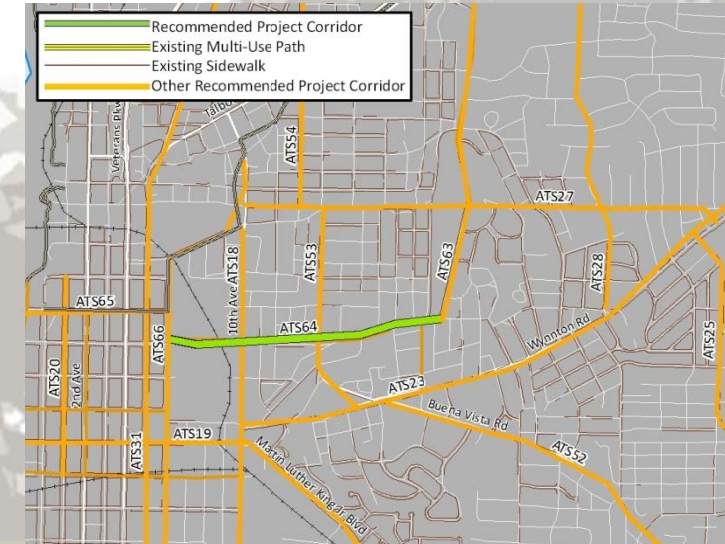 Recommended Project Corridor
Existing Multi-Use Path
Existing Sidewalk
Other Recommended Project Corridor
Veterans Pkwy
ATS54
ATS27
ATS18
10th Ave
ATS53
ATS63
ATS28
ATS65
ATS66
ATS64
ATS20
2nd Ave
Wynnton Rd
ATS25
ATS23
Buena Vista Rd
ATS52
ATS31
ATS19
Martin Luther Kingar Blvd